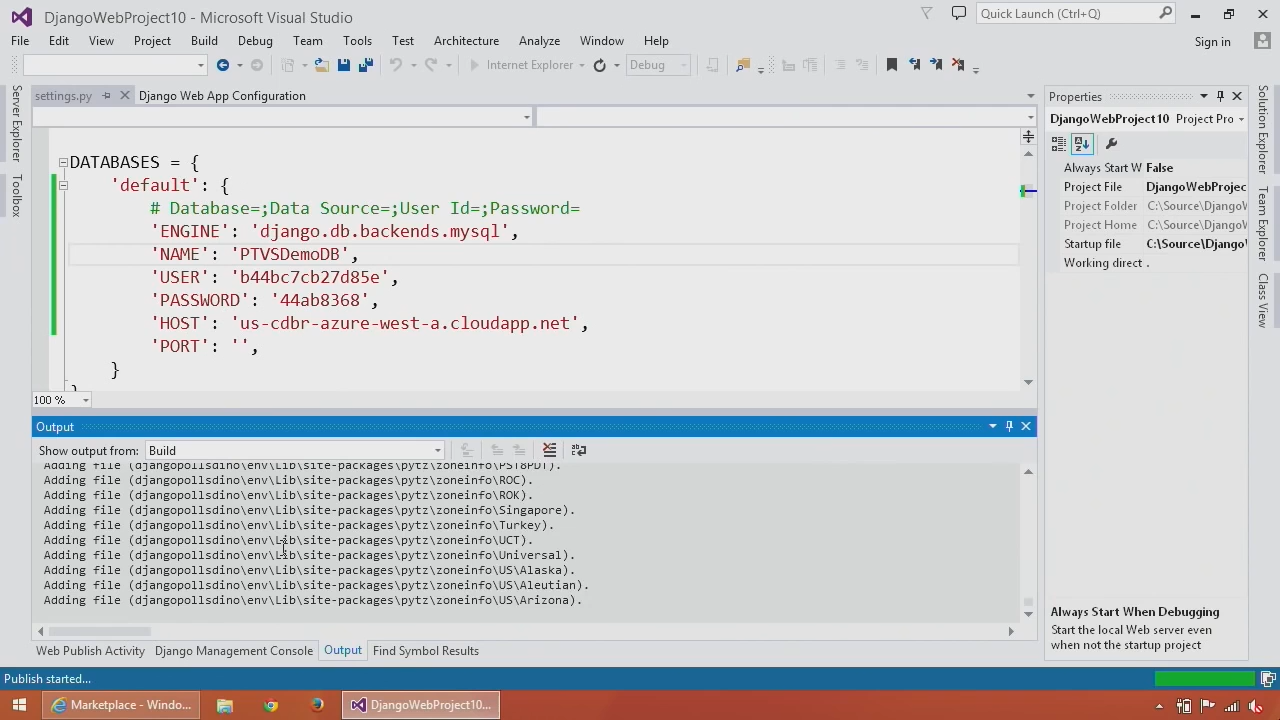 DjangoWebProject10 - Microsoft Visual Studio
Quick Launch (Ctrl+Q)
File Edit View Project Build Debug Team Tools Test Architecture Analyze Window Help
Sign in
Internet Explorer
Debug
Server Explorer
Toolbox
settings.py
Django Web App Configuration
DATABASES = {
'default': {
# Database=;Data Source=;User Id=;Password=
'ENGINE': 'django.db.backends.mysql',
'NAME': 'PTVSDemoDB',
'USER': 'b44bc7cb27d85e',
'PASSWORD': '44ab8368',
'HOST': 'us-cdbr-azure-west-a.cloudapp.net',
'PORT': '',
}
100 %
Output
Show output from: Build
Adding file (djangopollsdino\env\Lib\site-packages\pytz\zoneinfo\PST8PDT).
Adding file (djangopollsdino\env\Lib\site-packages\pytz\zoneinfo\ROC).
Adding file (djangopollsdino\env\Lib\site-packages\pytz\zoneinfo\ROK).
Adding file (djangopollsdino\env\Lib\site-packages\pytz\zoneinfo\Singapore).
Adding file (djangopollsdino\env\Lib\site-packages\pytz\zoneinfo\Turkey).
Adding file (djangopollsdino\env\Lib\site-packages\pytz\zoneinfo\UCT).
Adding file (djangopollsdino\env\Lib\site-packages\pytz\zoneinfo\Universal).
Adding file (djangopollsdino\env\Lib\site-packages\pytz\zoneinfo\US\Alaska).
Adding file (djangopollsdino\env\Lib\site-packages\pytz\zoneinfo\US\Aleutian).
Adding file (djangopollsdino\env\Lib\site-packages\pytz\zoneinfo\US\Arizona).
Web Publish Activity Django Management Console Output Find Symbol Results
Properties
DjangoWebProject10 Project Pro
Always Start W False
Project File DjangoWebProjec
Project Folder C:\Source\Django
Project Home C:\Source\Django
Startup file C:\Source\Django
Working direct .
Always Start When Debugging
Start the local Web server even
when not the startup project
Solution Explorer
Team Explorer
Class View
Publish started...
Marketplace - Windo...
DjangoWebProject10...